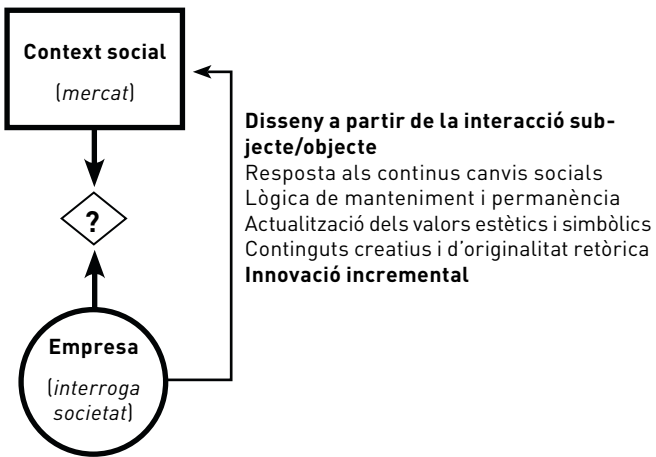 Context social
(mercat)
?
Empresa
(interroga
societat)
Disseny a partir de la interacció sub-
jecte/objecte
Resposta als continus canvis socials
Lògica de manteniment i permanència
Actualització dels valors estètics i simbòlics
Continguts creatius i d'originalitat retòrica
Innovació incremental